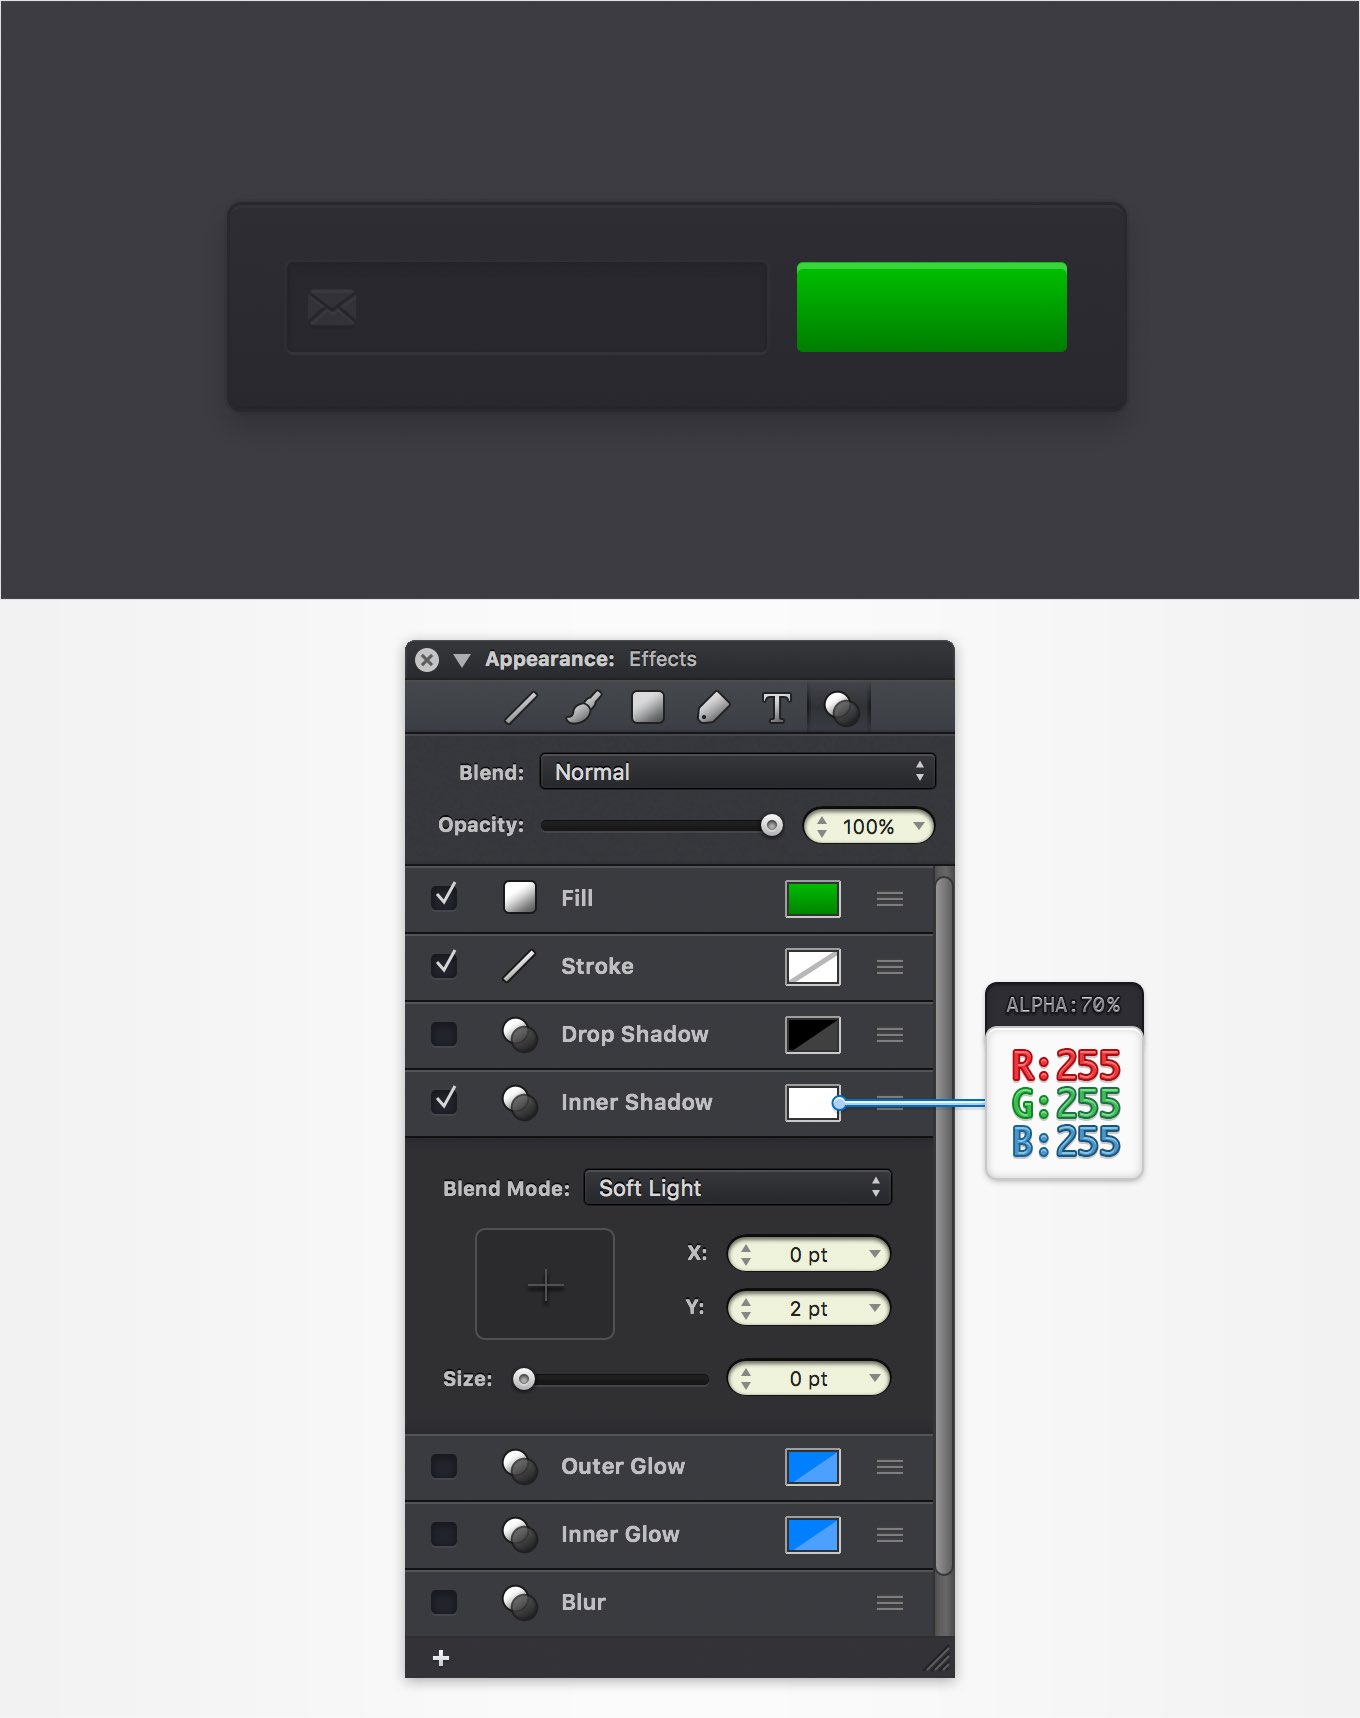 Appearance: Effects
T
Blend: Normal
Opacity: 100%
Fill
Stroke
Drop Shadow
Inner Shadow
ALPHA:70%
R:255
G:255
B:255
Blend Mode: Soft Light
X: 0 pt
Y: 2 pt
Size: 0 pt
Outer Glow
Inner Glow
Blur